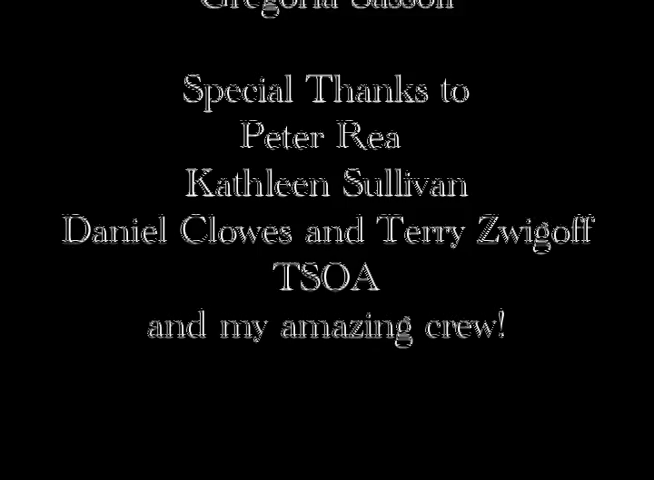 Special Thanks to
Peter Rea
Kathleen Sullivan
Daniel Clowes and Terry Zwigoff
TSOA
and my amazing crew!